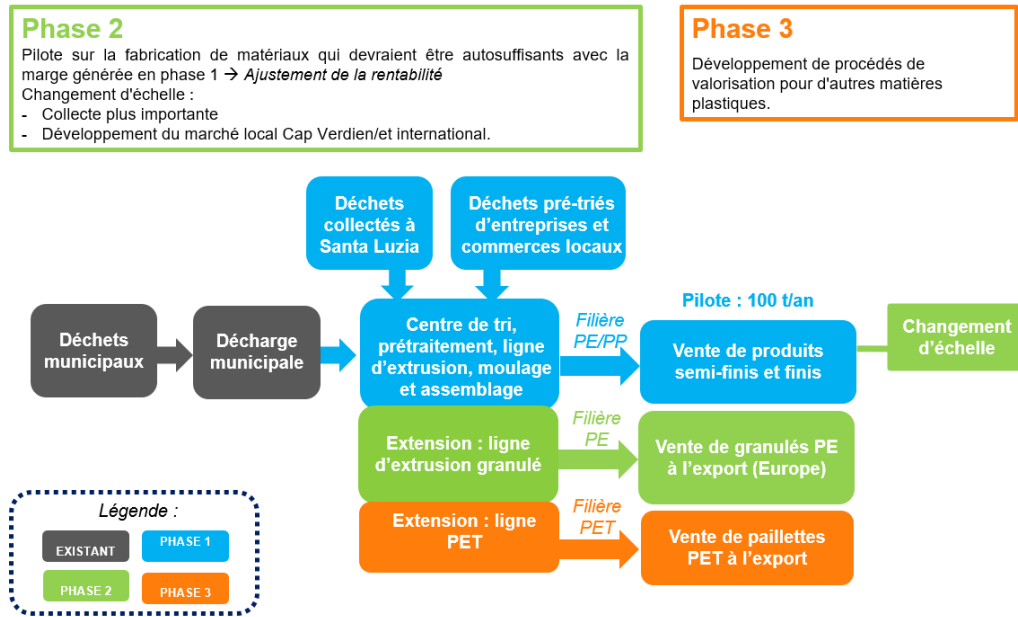 Phase 2
Pilote sur la fabrication de matériaux qui devraient être autosuffisants avec la
marge générée en phase 1 → Ajustement de la rentabilité
Changement d'échelle :
- Collecte plus importante
- Développement du marché local Cap Verdien/et international.
Phase 3
Développement de procédés de
valorisation pour d'autres matières
plastiques.
Déchets
collectés à
Santa Luzia
Déchets pré-triés
d'entreprises et
commerces locaux
Déchets
municipaux
Décharge
municipale
Centre de tri,
prétraitement, ligne
d'extrusion, moulage
et assemblage
Filière
PE/PP
Pilote : 100 t/an
Vente de produits
semi-finis et finis
Changement
d'échelle
Extension : ligne
d'extrusion granulé
Filière
PE
Vente de granulés PE
à l'export (Europe)
Extension : ligne
PET
Filière
PET
Vente de paillettes
PET à l'export
Légende :
EXISTANT
PHASE 1
PHASE 2
PHASE 3